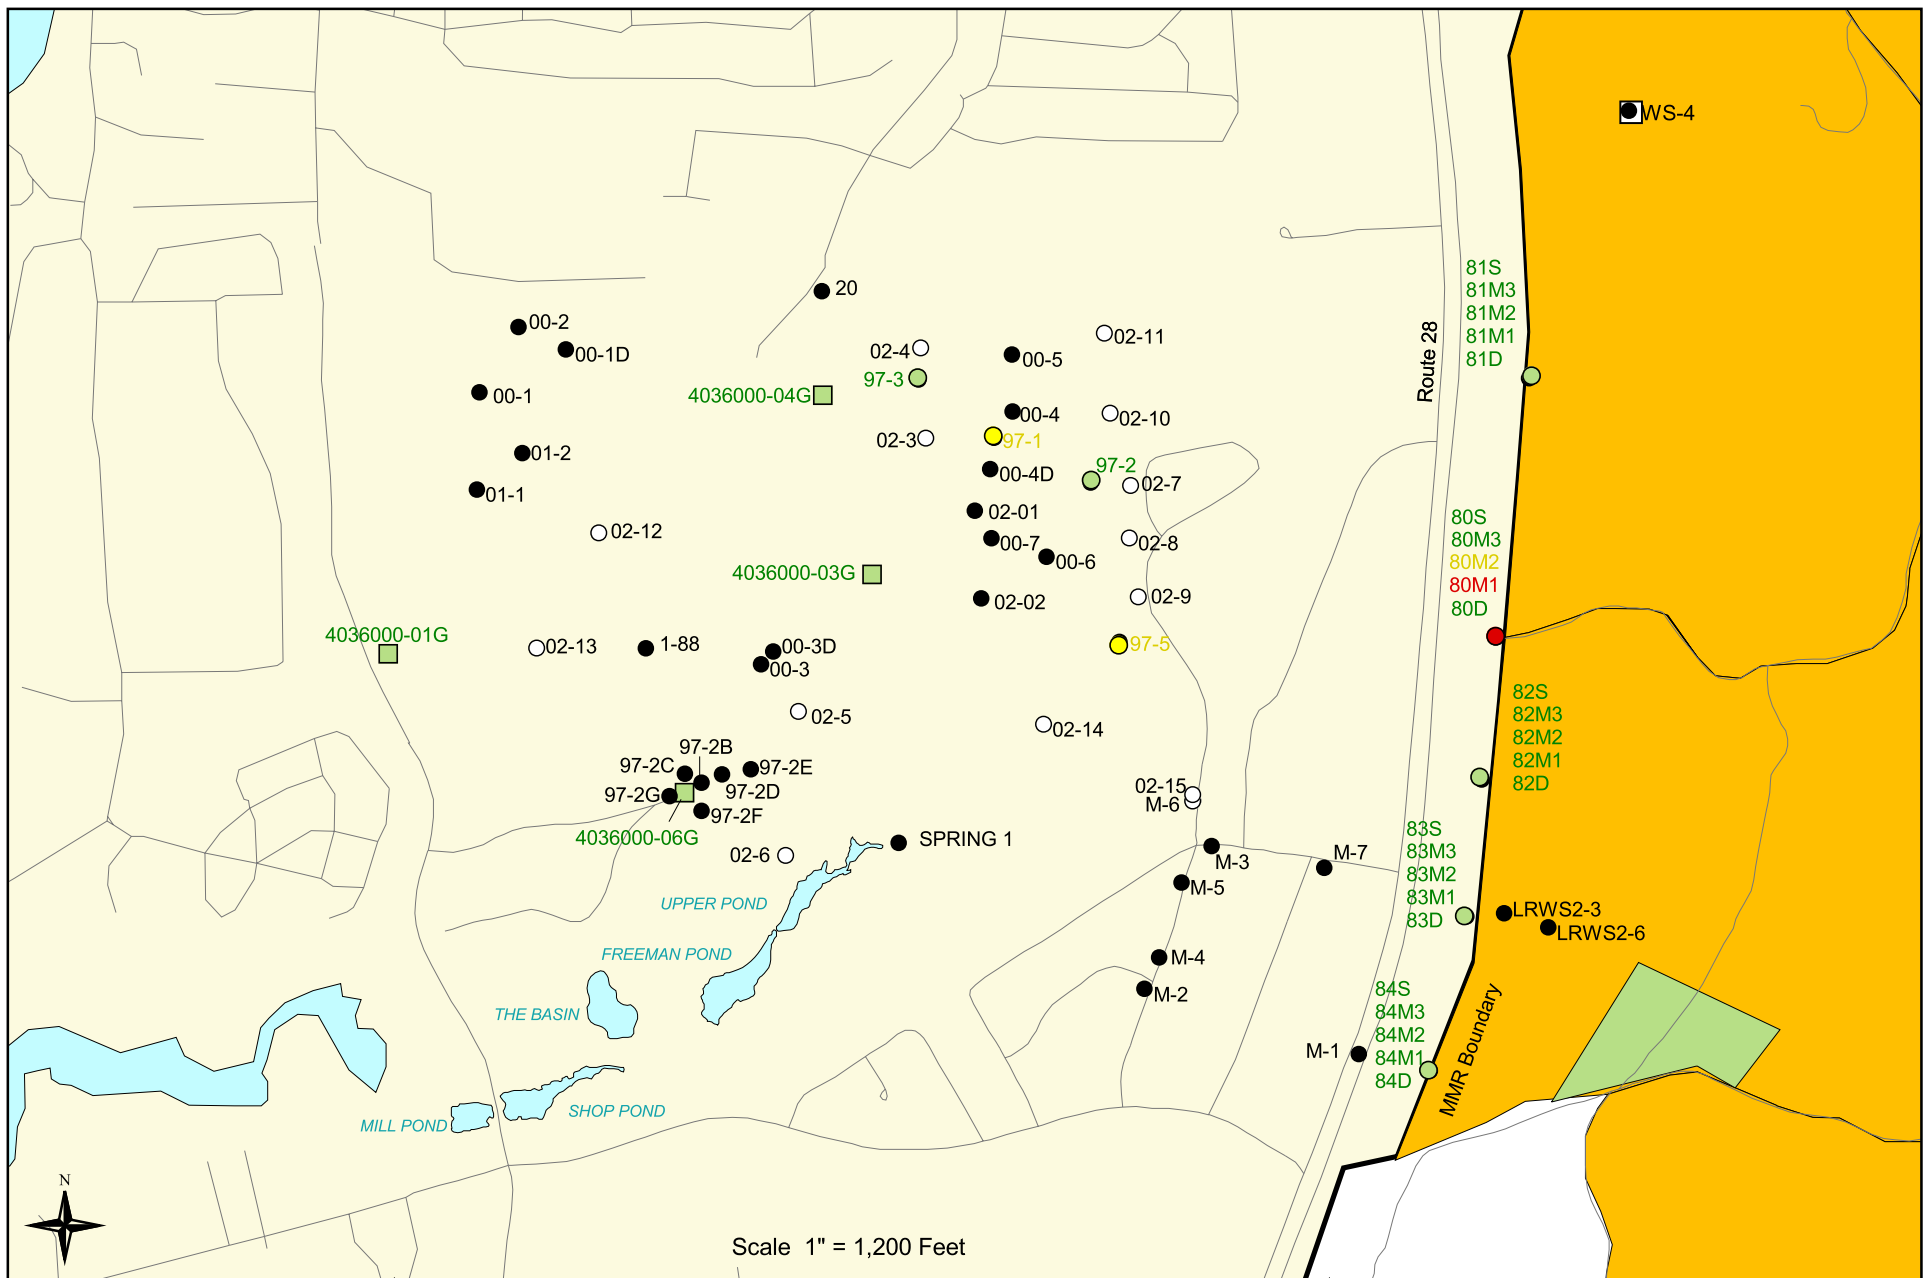 WS-4
81S
81M3
81M2
81M1
81D
20
00-2
00-1D
00-1
02-4
97-3
4036000-04G
00-5
02-11
Route 28
00-4
02-10
02-3
97-1
01-2
01-1
00-4D
97-2
02-7
02-01
02-12
00-7
02-8
00-6
80S
80M3
80M2
80M1
80D
4036000-03G
02-02
02-9
4036000-01G
02-13
1-88
00-3D
00-3
97-5
02-5
02-14
82S
82M3
82M2
82M1
82D
97-2B
97-2C
97-2E
97-2D
97-2G
97-2F
4036000-06G
02-15
M-6
02-6
SPRING 1
M-3
M-7
M-5
83S
83M3
83M2
83M1
83D
LRWS2-3
LRWS2-6
UPPER POND
FREEMAN POND
M-4
M-2
THE BASIN
84S
84M3
84M2
84M1
84D
M-1
MMR Boundary
SHOP POND
MILL POND
N
Scale 1" = 1,200 Feet